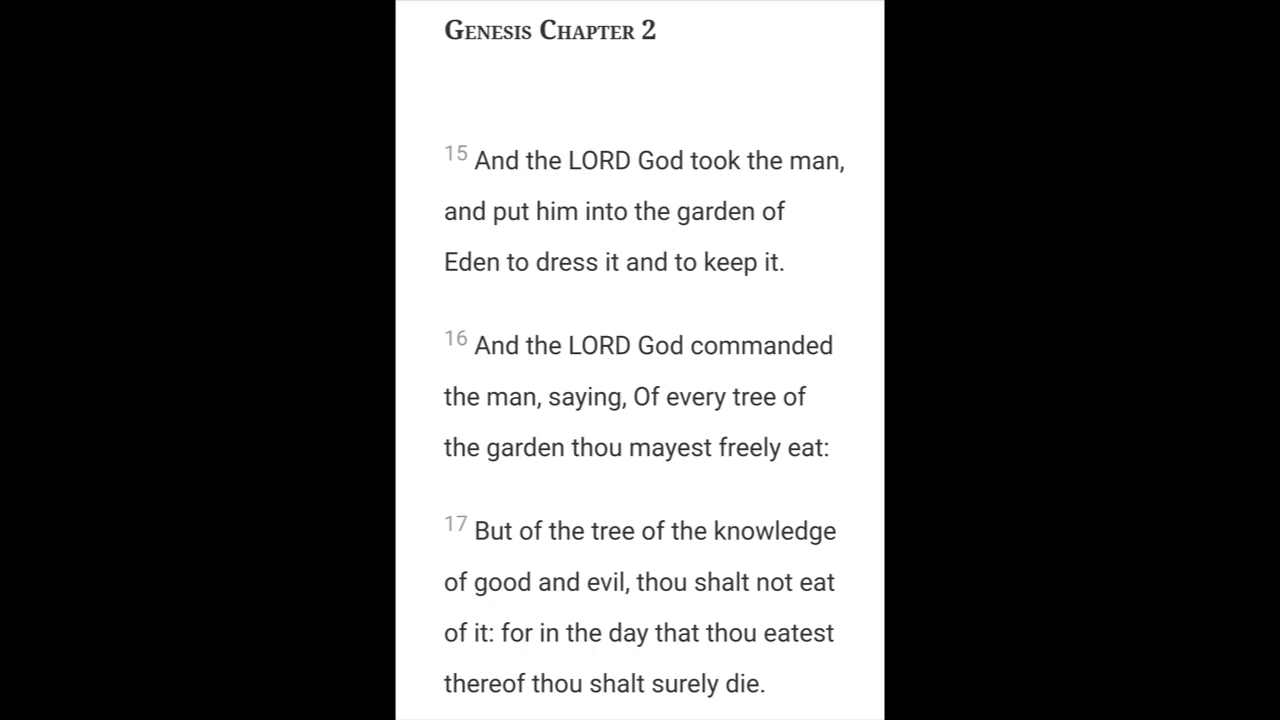 Genesis Chapter 2
15 And the LORD God took the man,
and put him into the garden of
Eden to dress it and to keep it.
16 And the LORD God commanded
the man, saying, Of every tree of
the garden thou mayest freely eat:
17 But of the tree of the knowledge
of good and evil, thou shalt not eat
of it: for in the day that thou eatest
thereof thou shalt surely die.